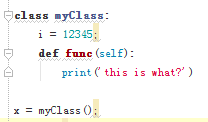 class myClass:
    i = 12345;
    def func(self):
        print('this is what?')
x = myClass();